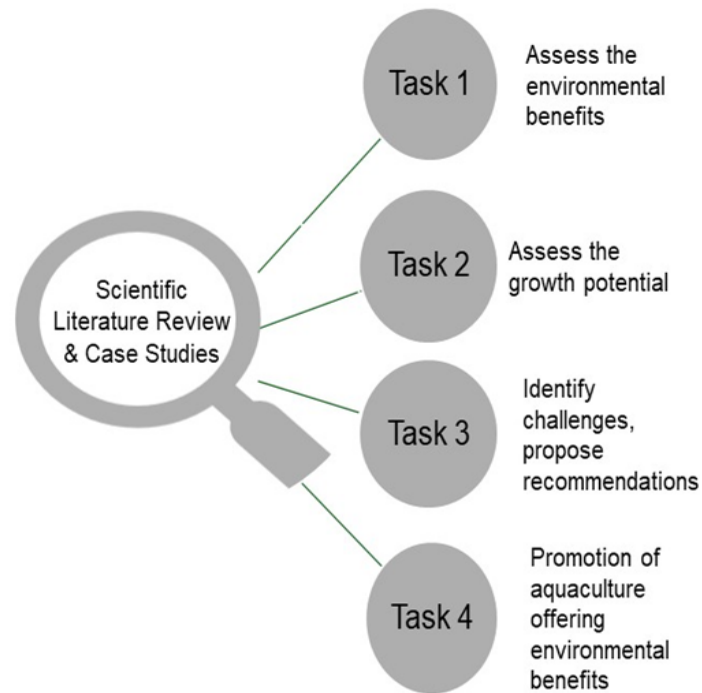 Scientific
Literature Review
& Case Studies
Task 1
Assess the
environmental
benefits
Task 2
Assess the
growth potential
Task 3
Identify
challenges,
propose
recommendations
Task 4
Promotion of
aquaculture
offering
environmental
benefits